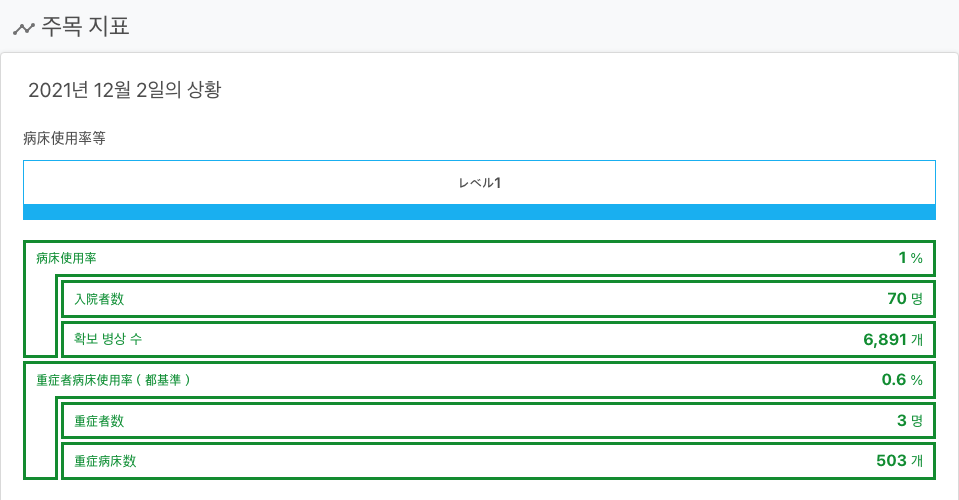 주목 지표
2021년 12월 2일의 상황
病床使用率等
レベル1
病床使用率 1 %
入院者数 70 명
확보 병상 수 6,891 개
重症者病床使用率 ( 都基準 ) 0.6 %
重症者数 3 명
重症病床数 503 개